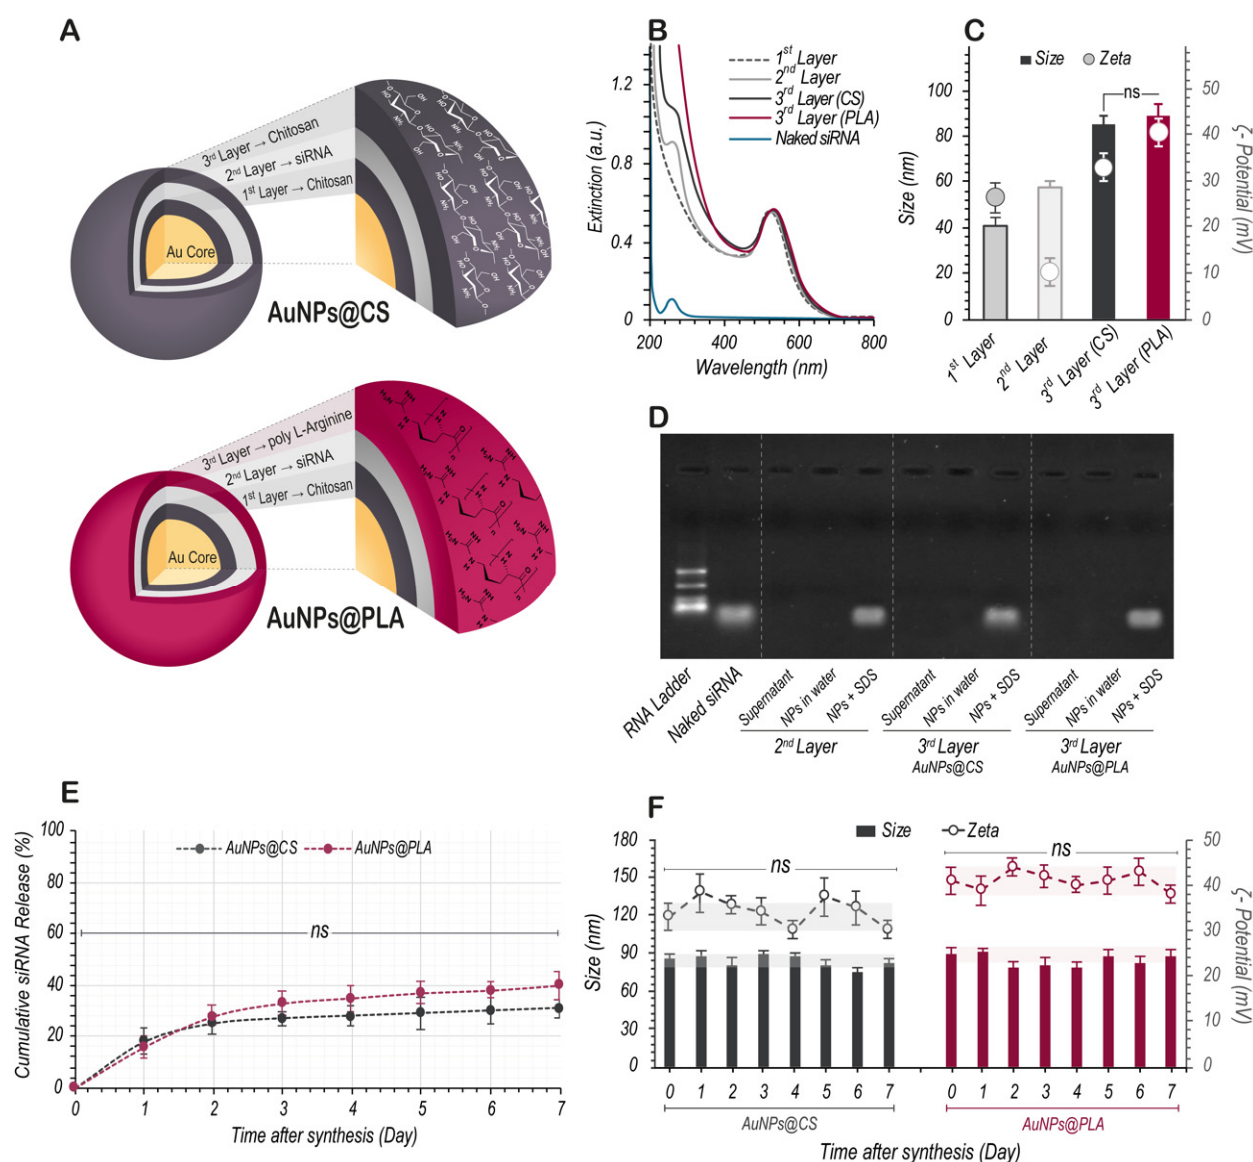 A
3rd Layer → Chitosan
2nd Layer → siRNA
1st Layer → Chitosan
Au Core
AuNPs@CS
3rd Layer → poly L-Arginine
2nd Layer → siRNA
1st Layer → Chitosan
Au Core
AuNPs@PLA
B
1st Layer
2nd Layer
3rd Layer (CS)
3rd Layer (PLA)
Naked siRNA
Extinction (a.u.)
1.2
0.8
0.4
0
200 300 400 500 600 700 800
Wavelength (nm)
C
Size Zeta
ns
Size (nm)
100
80
60
40
20
0
50
40
30
20
10
0
ζ- Potential (mV)
1st Layer
2nd Layer
3rd Layer (CS)
3rd Layer (PLA)
D
RNA Ladder
Naked siRNA
Supernatant
NPs in water
NPs + SDS
2nd Layer
Supernatant
NPs in water
NPs + SDS
3rd Layer
AuNPs@CS
Supernatant
NPs in water
NPs + SDS
3rd Layer
AuNPs@PLA
E
Cumulative siRNA Release (%)
100
80
60
40
20
0
AuNPs@CS AuNPs@PLA
ns
0 1 2 3 4 5 6 7
Time after synthesis (Day)
F
Size Zeta
Size (nm)
180
150
120
90
60
30
0
ns
ns
50
40
30
20
10
0
ζ- Potential (mV)
0 1 2 3 4 5 6 7
AuNPs@CS
0 1 2 3 4 5 6 7
AuNPs@PLA
Time after synthesis (Day)